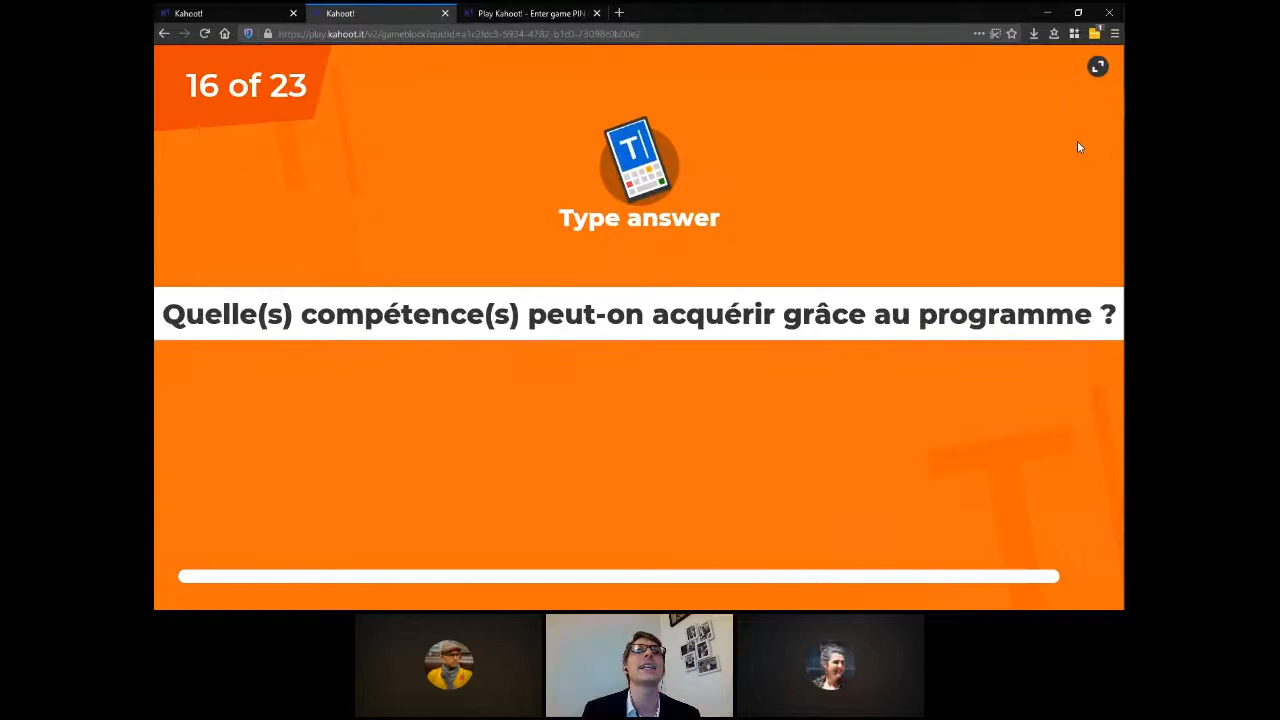 Kahoot!
Kahoot!
Play Kahoot! - Enter game PIN
16 of 23
T
Type answer
Quelle(s) compétence(s) peut-on acquérir grâce au programme ?